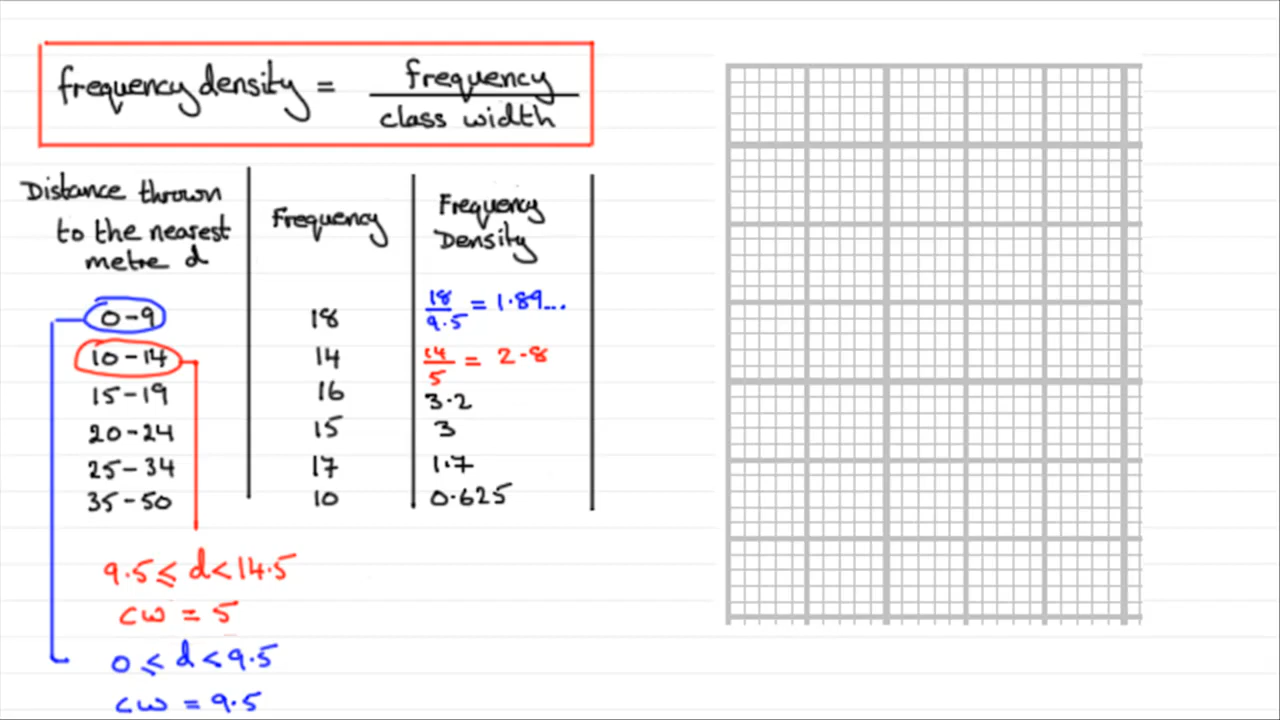 frequency density = frequency / class width
Distance thrown to the nearest metre d | Frequency | Frequency Density
0-9 | 18 | 18/9.5 = 1.89...
10-14 | 14 | 14/5 = 2.8
15-19 | 16 | 3.2
20-24 | 15 | 3
25-34 | 17 | 1.7
35-50 | 10 | 0.625
9.5 ≤ d < 14.5
cw = 5
0 ≤ d < 9.5
cw = 9.5